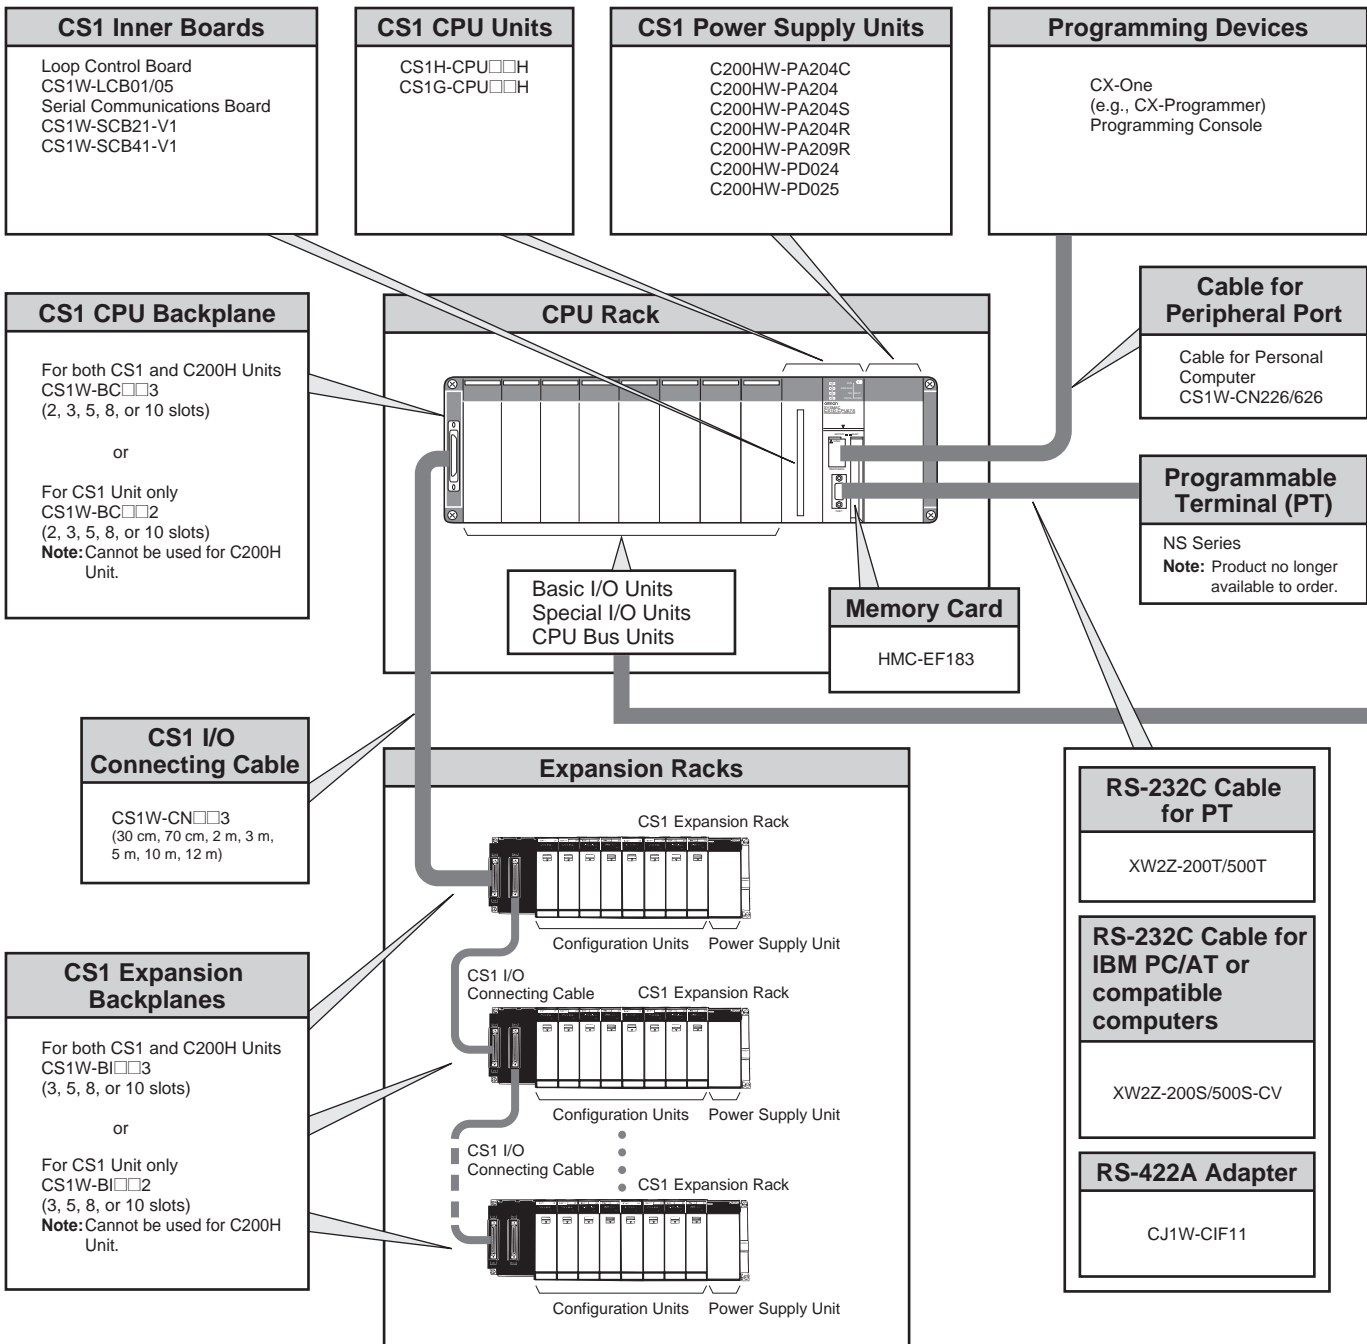 CS1 Inner Boards
Loop Control Board
CS1W-LCB01/05
Serial Communications Board
CS1W-SCB21-V1
CS1W-SCB41-V1
CS1 CPU Units
CS1H-CPU□□H
CS1G-CPU□□H
CS1 Power Supply Units
C200HW-PA204C
C200HW-PA204
C200HW-PA204S
C200HW-PA204R
C200HW-PA209R
C200HW-PD024
C200HW-PD025
Programming Devices
CX-One
(e.g., CX-Programmer)
Programming Console
CS1 CPU Backplane
For both CS1 and C200H Units
CS1W-BC□□3
(2, 3, 5, 8, or 10 slots)
or
For CS1 Unit only
CS1W-BC□□2
(2, 3, 5, 8, or 10 slots)
Note: Cannot be used for C200H
Unit.
CPU Rack
Basic I/O Units
Special I/O Units
CPU Bus Units
Memory Card
HMC-EF183
Cable for
Peripheral Port
Cable for Personal
Computer
CS1W-CN226/626
Programmable
Terminal (PT)
NS Series
Note: Product no longer
available to order.
CS1 I/O
Connecting Cable
CS1W-CN□□3
(30 cm, 70 cm, 2 m, 3 m,
5 m, 10 m, 12 m)
CS1 Expansion
Backplanes
For both CS1 and C200H Units
CS1W-BI□□3
(3, 5, 8, or 10 slots)
or
For CS1 Unit only
CS1W-BI□□2
(3, 5, 8, or 10 slots)
Note: Cannot be used for C200H
Unit.
Expansion Racks
CS1 Expansion Rack
Configuration Units Power Supply Unit
CS1 I/O
Connecting Cable
CS1 Expansion Rack
Configuration Units Power Supply Unit
CS1 I/O
Connecting Cable
CS1 Expansion Rack
Configuration Units Power Supply Unit
RS-232C Cable
for PT
XW2Z-200T/500T
RS-232C Cable for
IBM PC/AT or
compatible
computers
XW2Z-200S/500S-CV
RS-422A Adapter
CJ1W-CIF11